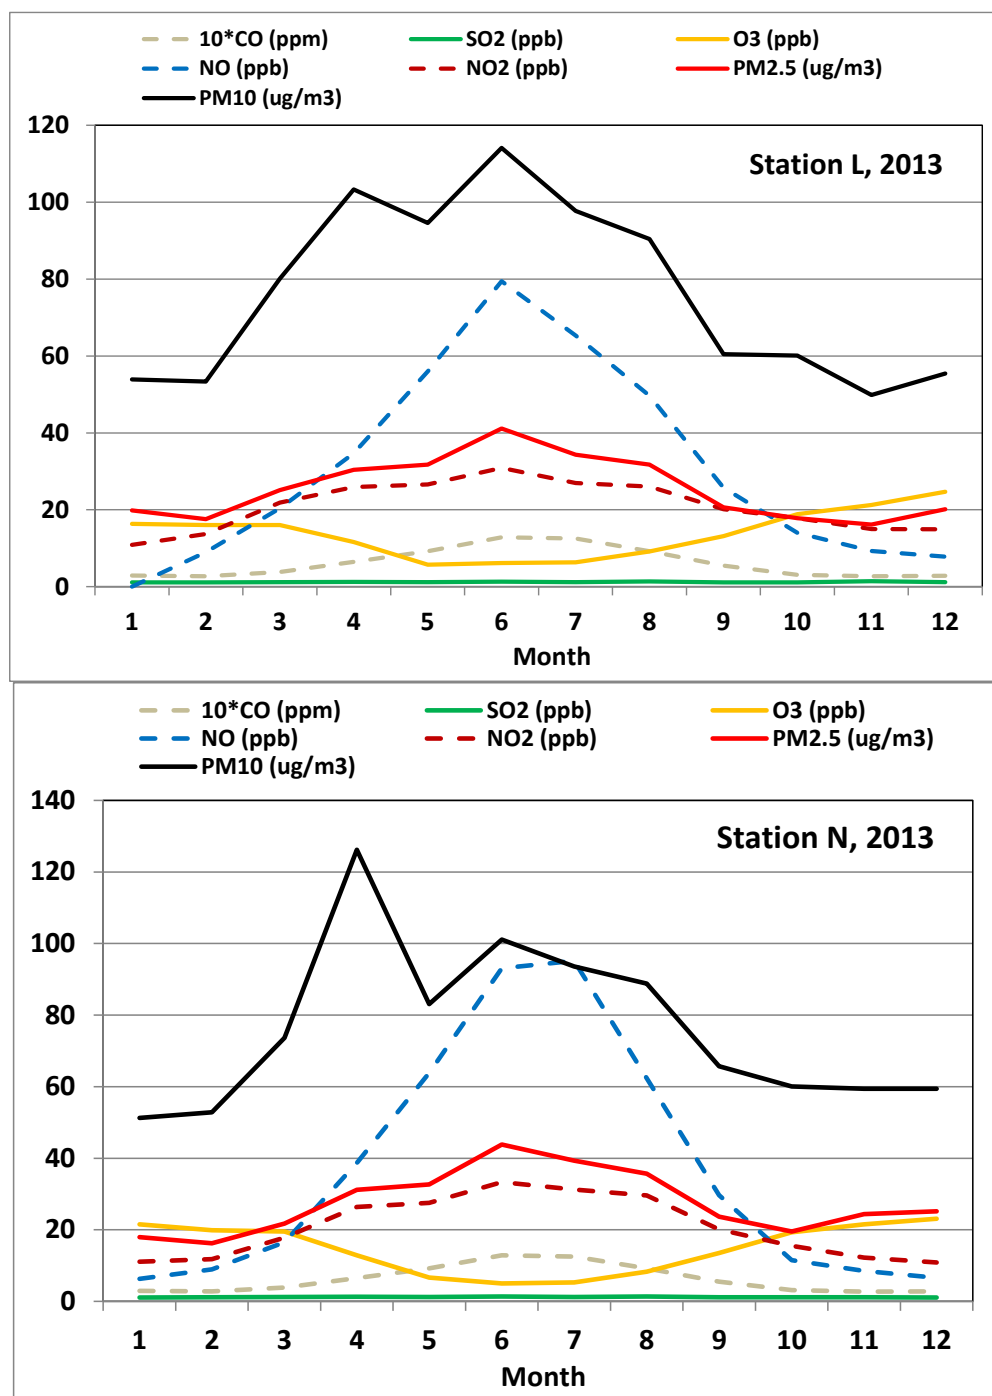 10*CO (ppm) SO2 (ppb) O3 (ppb)
NO (ppb) NO2 (ppb) PM2.5 (ug/m3)
PM10 (ug/m3)
120
Station L, 2013
100
80
60
40
20
0
1 2 3 4 5 6 7 8 9 10 11 12
Month
10*CO (ppm) SO2 (ppb) O3 (ppb)
NO (ppb) NO2 (ppb) PM2.5 (ug/m3)
PM10 (ug/m3)
140
Station N, 2013
120
100
80
60
40
20
0
1 2 3 4 5 6 7 8 9 10 11 12
Month